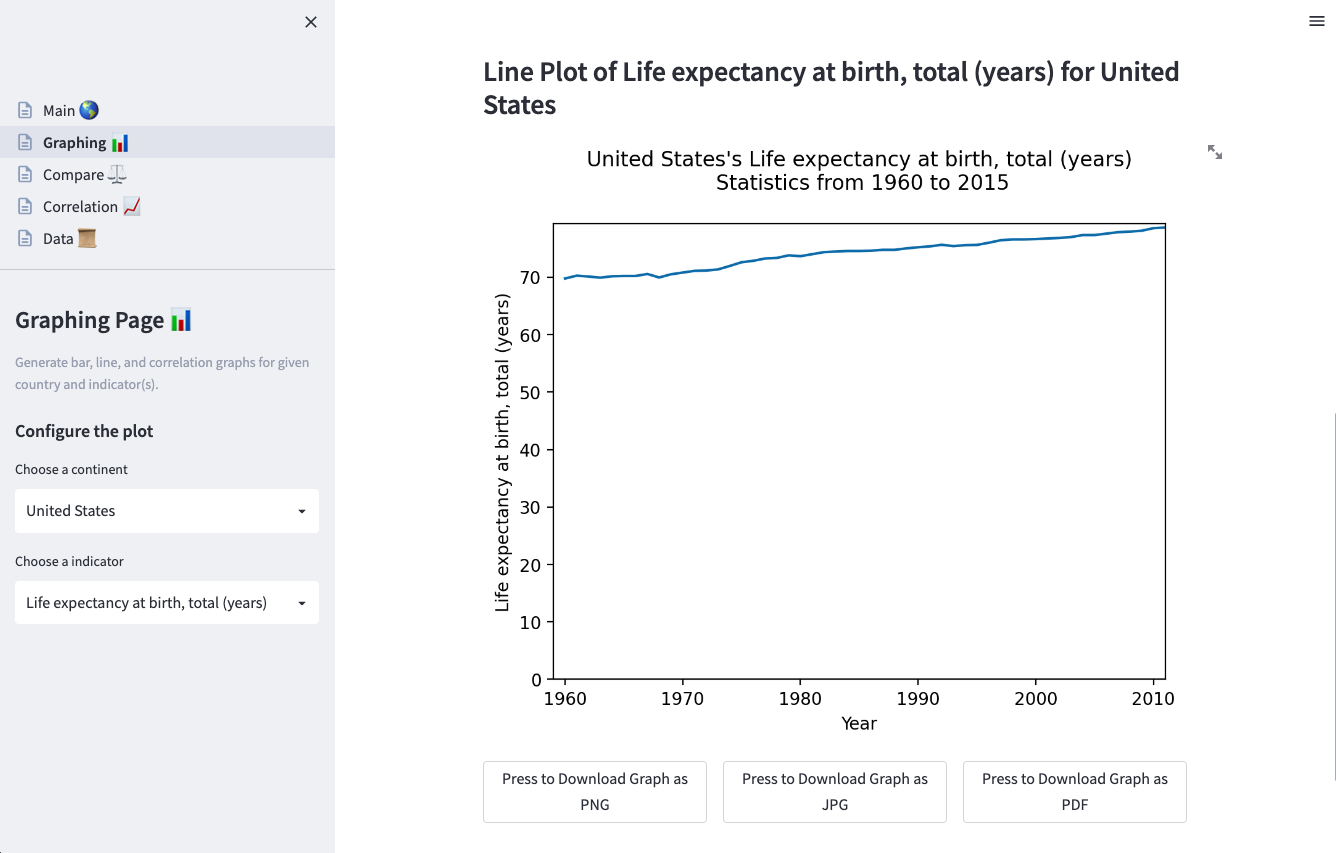 Main
Graphing
Compare
Correlation
Data
Graphing Page
Generate bar, line, and correlation graphs for given
country and indicator(s).
Configure the plot
Choose a continent
United States
Choose a indicator
Life expectancy at birth, total (years)
Line Plot of Life expectancy at birth, total (years) for United
States
United States's Life expectancy at birth, total (years)
Statistics from 1960 to 2015
Life expectancy at birth, total (years)
70
60
50
40
30
20
10
0
1960 1970 1980 1990 2000 2010
Year
Press to Download Graph as
PNG
Press to Download Graph as
JPG
Press to Download Graph as
PDF